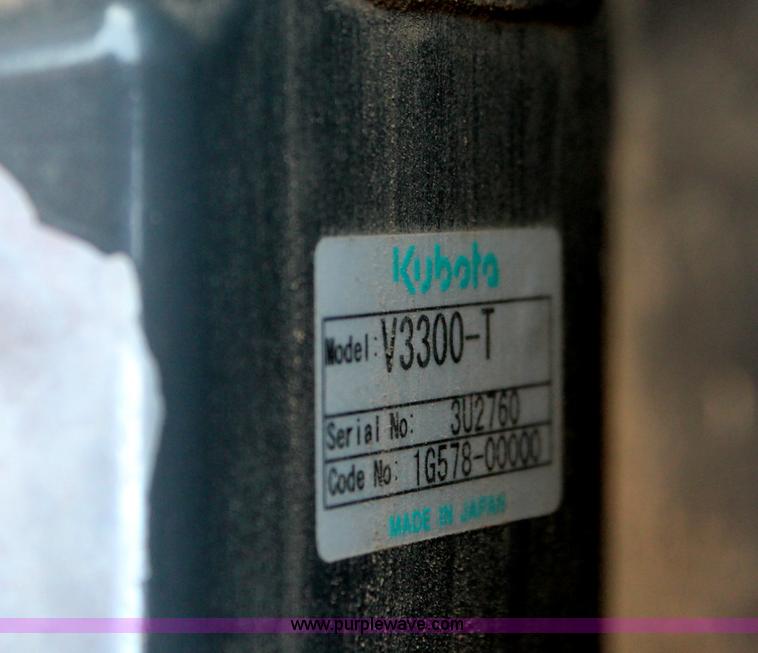 Kubota
Model: V3300-T
Serial No: 3U2760
Code No: 1G578-00000
MADE IN JAPAN
www.purplewave.com